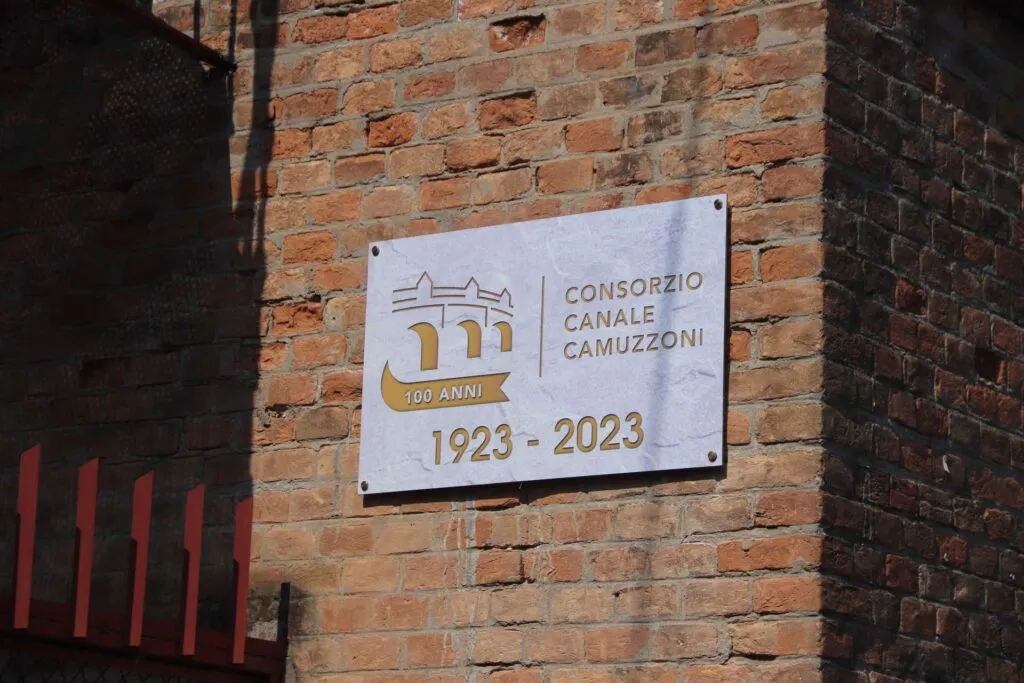 CONSORZIO
CANALE
CAMUZZONI
100 ANNI
1923 - 2023